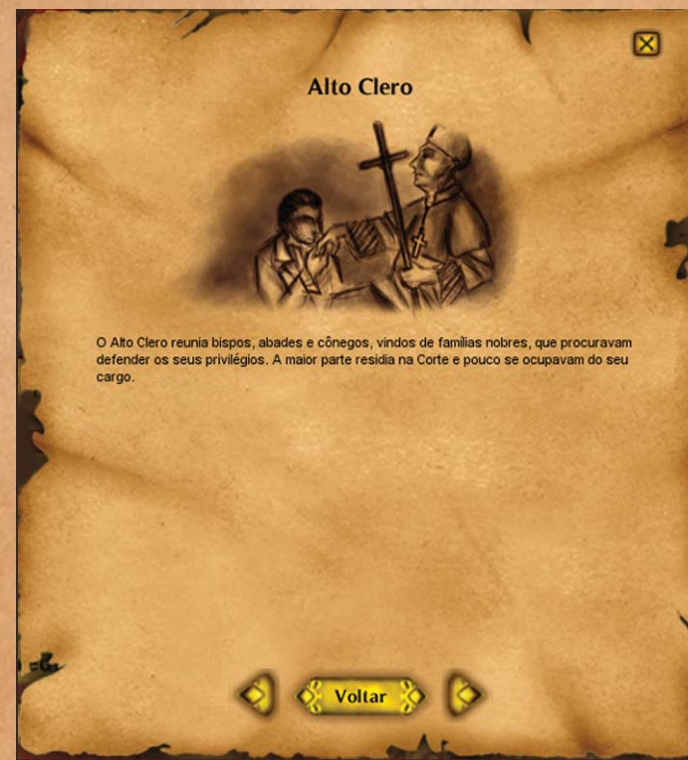 Alto Clero
O Alto Clero reunia bispos, abades e cônegos, vindos de famílias nobres, que procuravam
defender os seus privilégios. A maior parte residia na Corte e pouco se ocupavam do seu
cargo.
Voltar